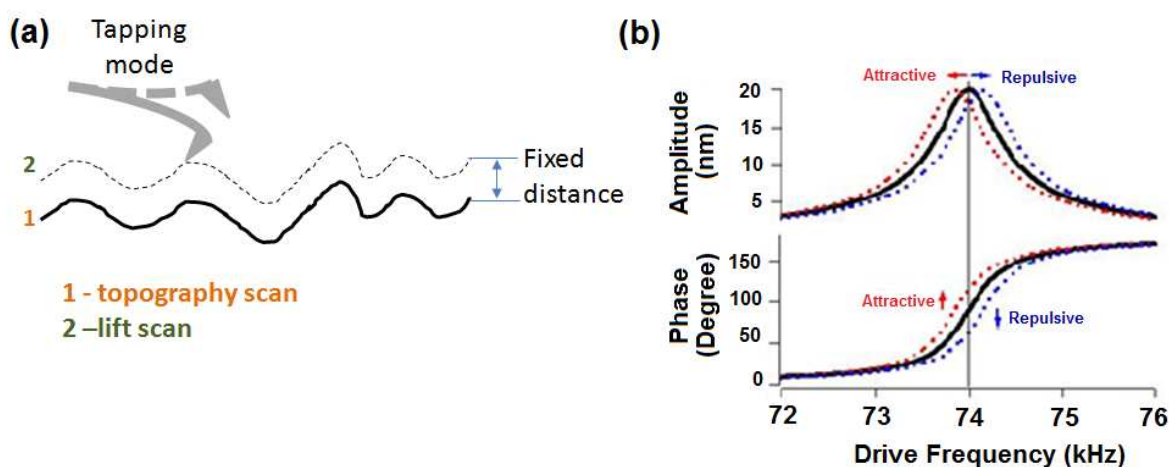 (a)
Tapping
mode
2
1
Fixed
distance
1 - topography scan
2 –lift scan
(b)
Attractive
Repulsive
Amplitude
(nm)
20
15
10
5
Phase
(Degree)
150
100
50
0
Attractive
Repulsive
72 73 74 75 76
Drive Frequency (kHz)